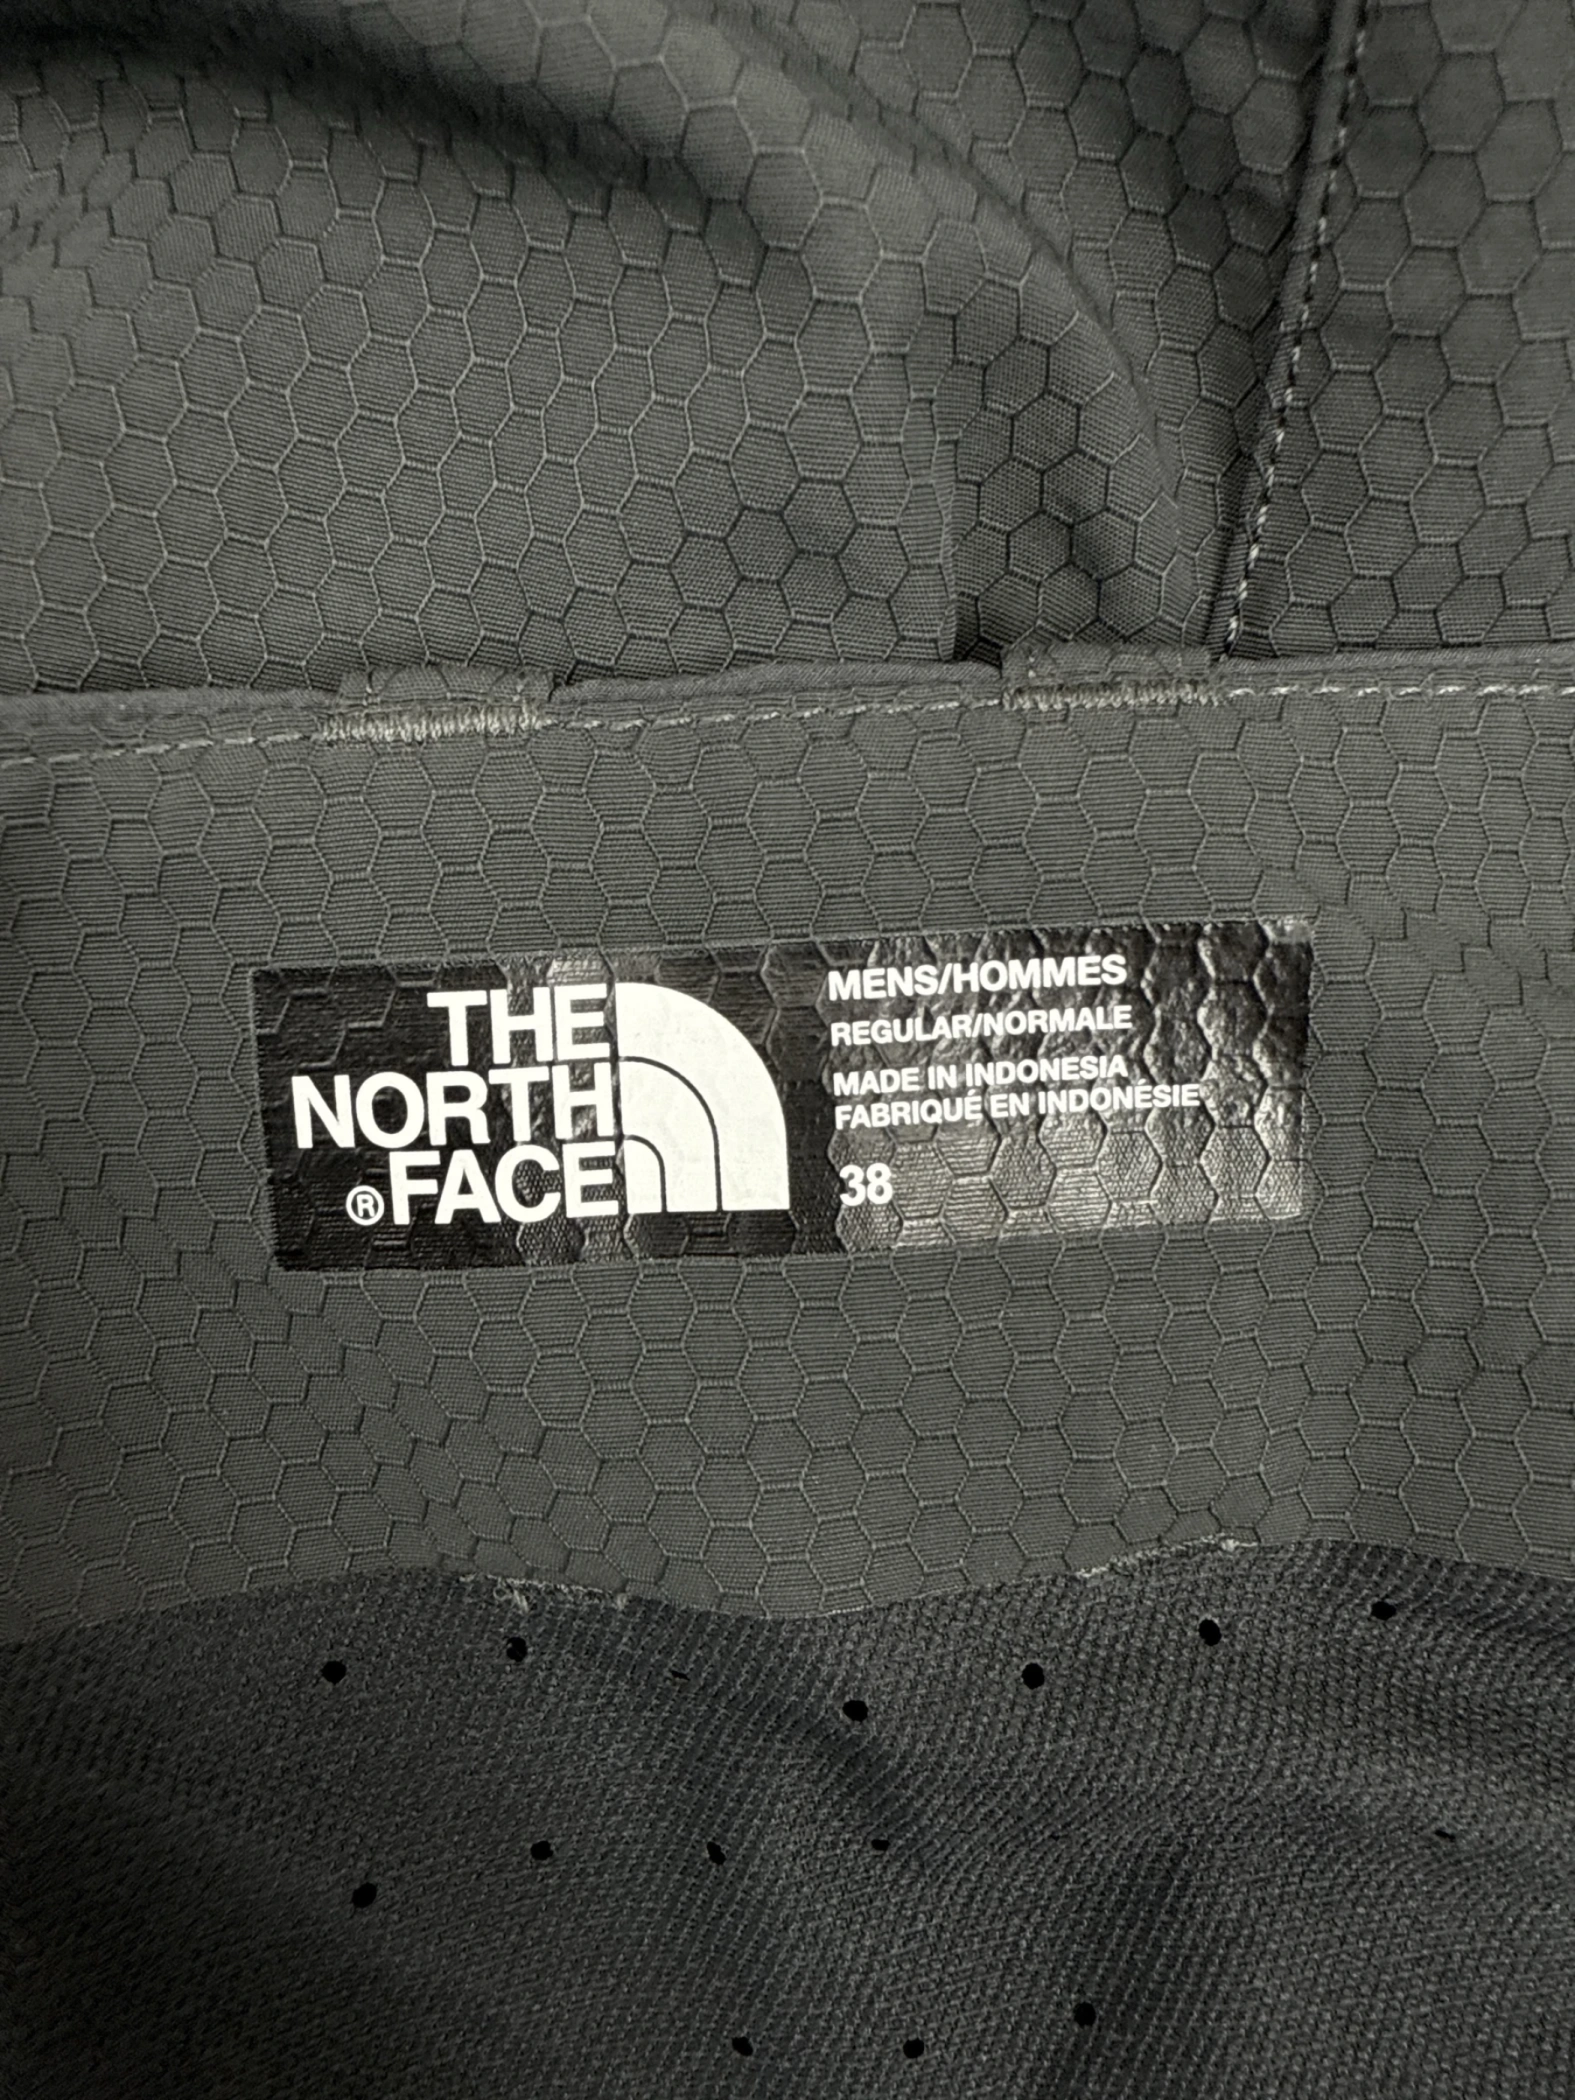 THE
NORTH
®FACE
MENS/HOMMES
REGULAR/NORMALE
MADE IN INDONESIA
FABRIQUÉ EN INDONÉSIE
38